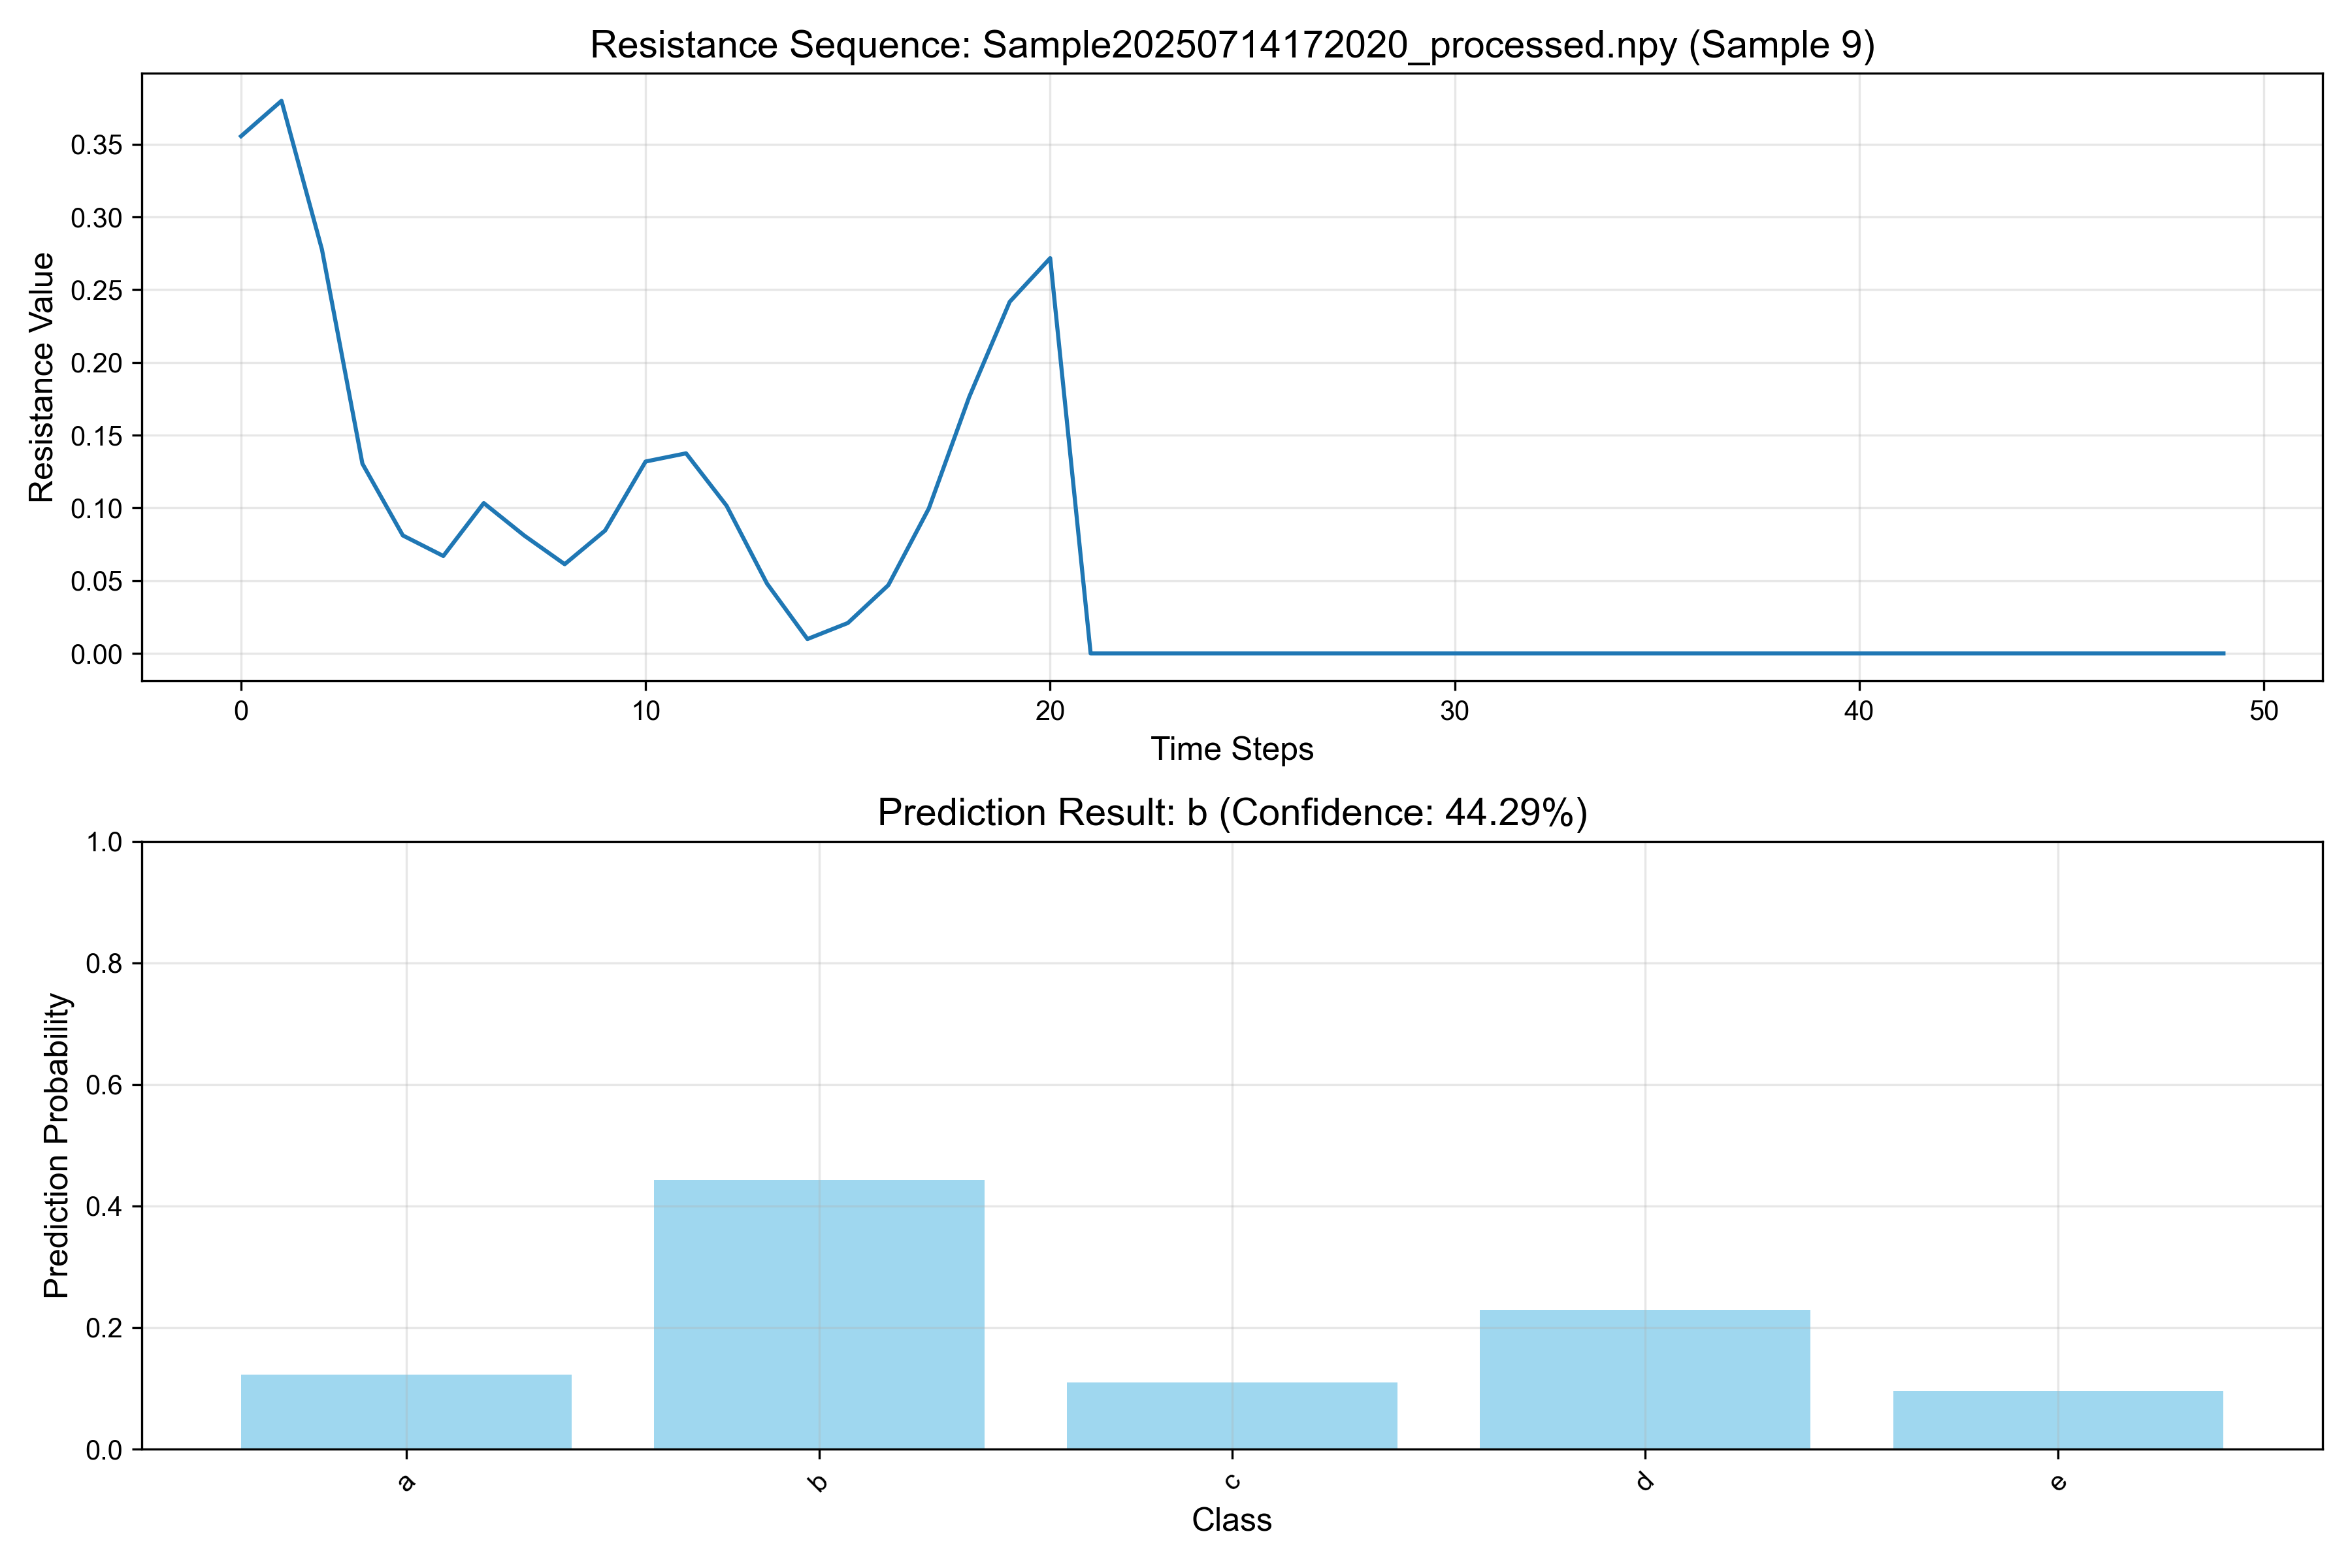 Resistance Sequence: Sample20250714172020_processed.npy (Sample 9)
Resistance Value
0.35
0.30
0.25
0.20
0.15
0.10
0.05
0.00
0 10 20 30 40 50
Time Steps
Prediction Result: b (Confidence: 44.29%)
Prediction Probability
1.0
0.8
0.6
0.4
0.2
0.0
a b c d e
Class